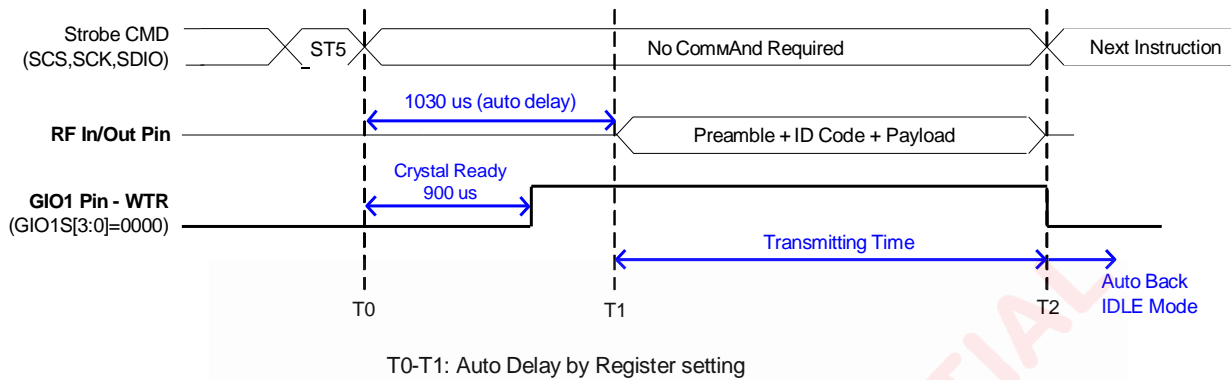 Strobe CMD
(SCS,SCK,SDIO)
ST5
No CommAnd Required
Next Instruction
1030 us (auto delay)
RF In/Out Pin
Preamble + ID Code + Payload
Crystal Ready
900 us
GIO1 Pin - WTR
(GIO1S[3:0]=0000)
Transmitting Time
Auto Back
IDLE Mode
T0
T1
T2
T0-T1: Auto Delay by Register setting
TIAL